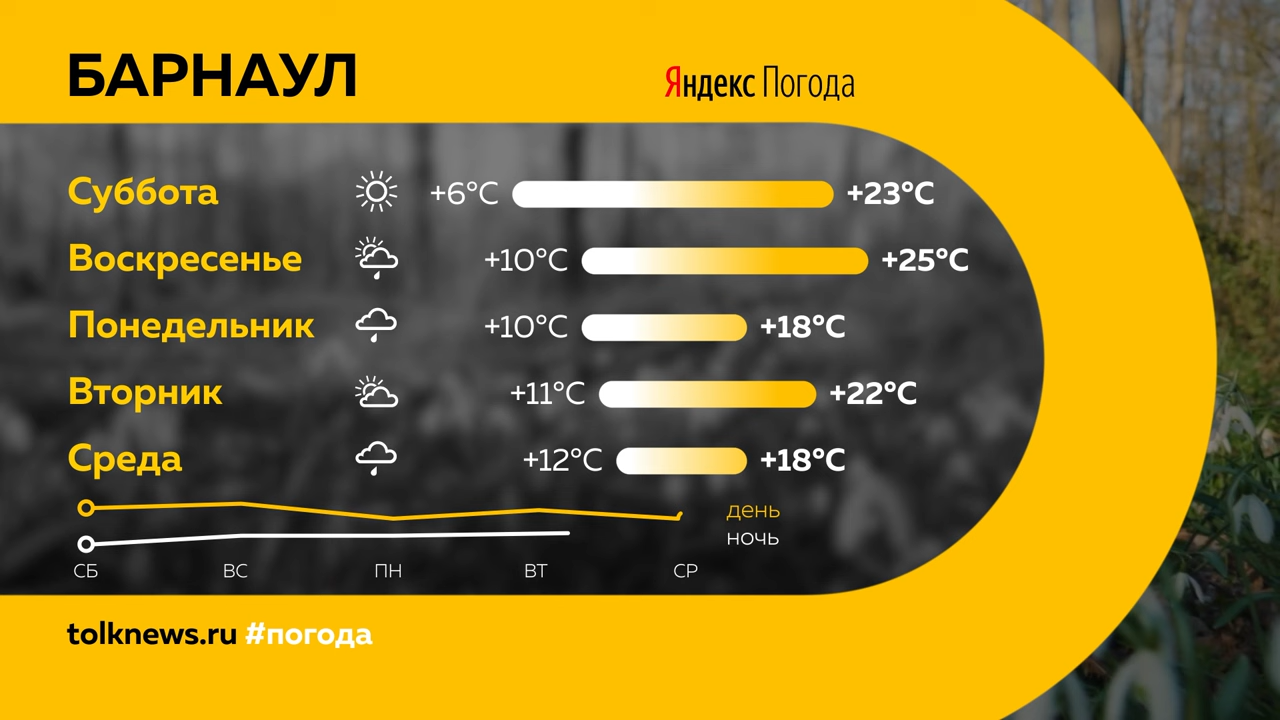 БАРНАУЛ
Яндекс Погода
Суббота +6°C +23°C
Воскресенье +10°C +25°C
Понедельник +10°C +18°C
Вторник +11°C +22°C
Среда +12°C +18°C
день
ночь
СБ ВС ПН ВТ СР
tolknews.ru #погода